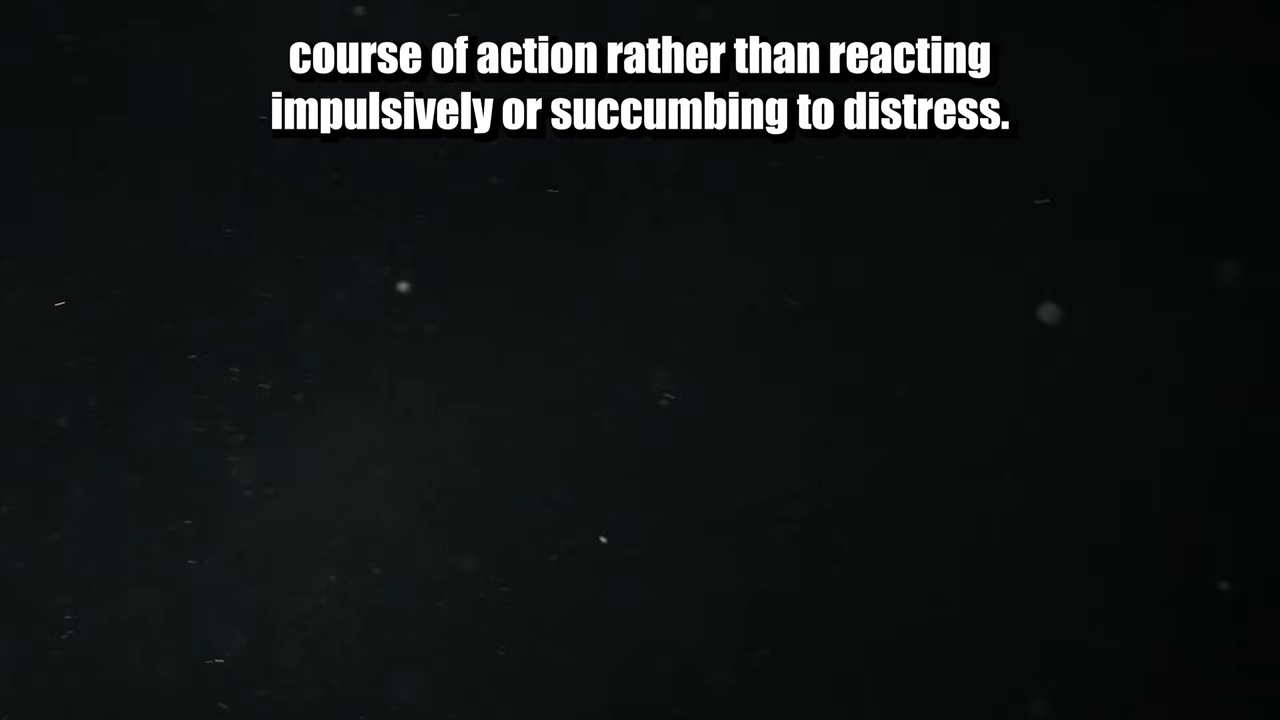 course of action rather than reacting
impulsively or succumbing to distress.